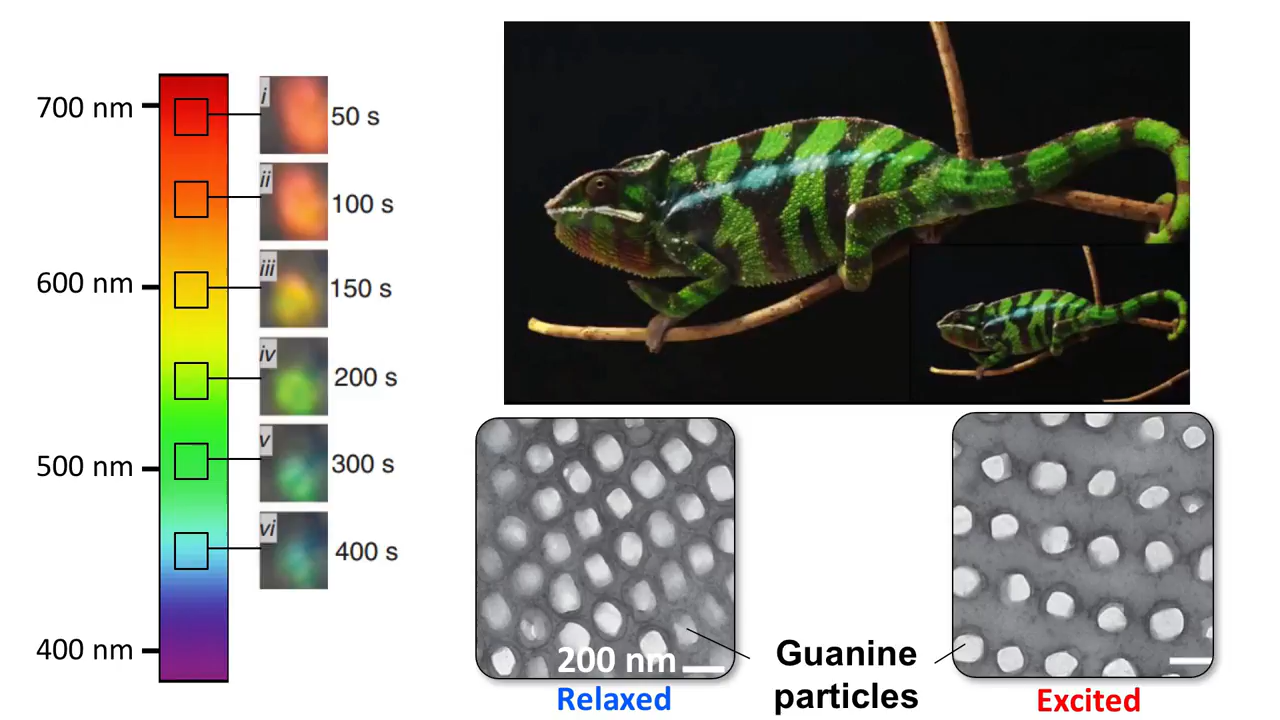 700 nm
600 nm
500 nm
400 nm
i
50 s
ii
100 s
iii
150 s
iv
200 s
v
300 s
vi
400 s
200 nm
Relaxed
Guanine
particles
Excited